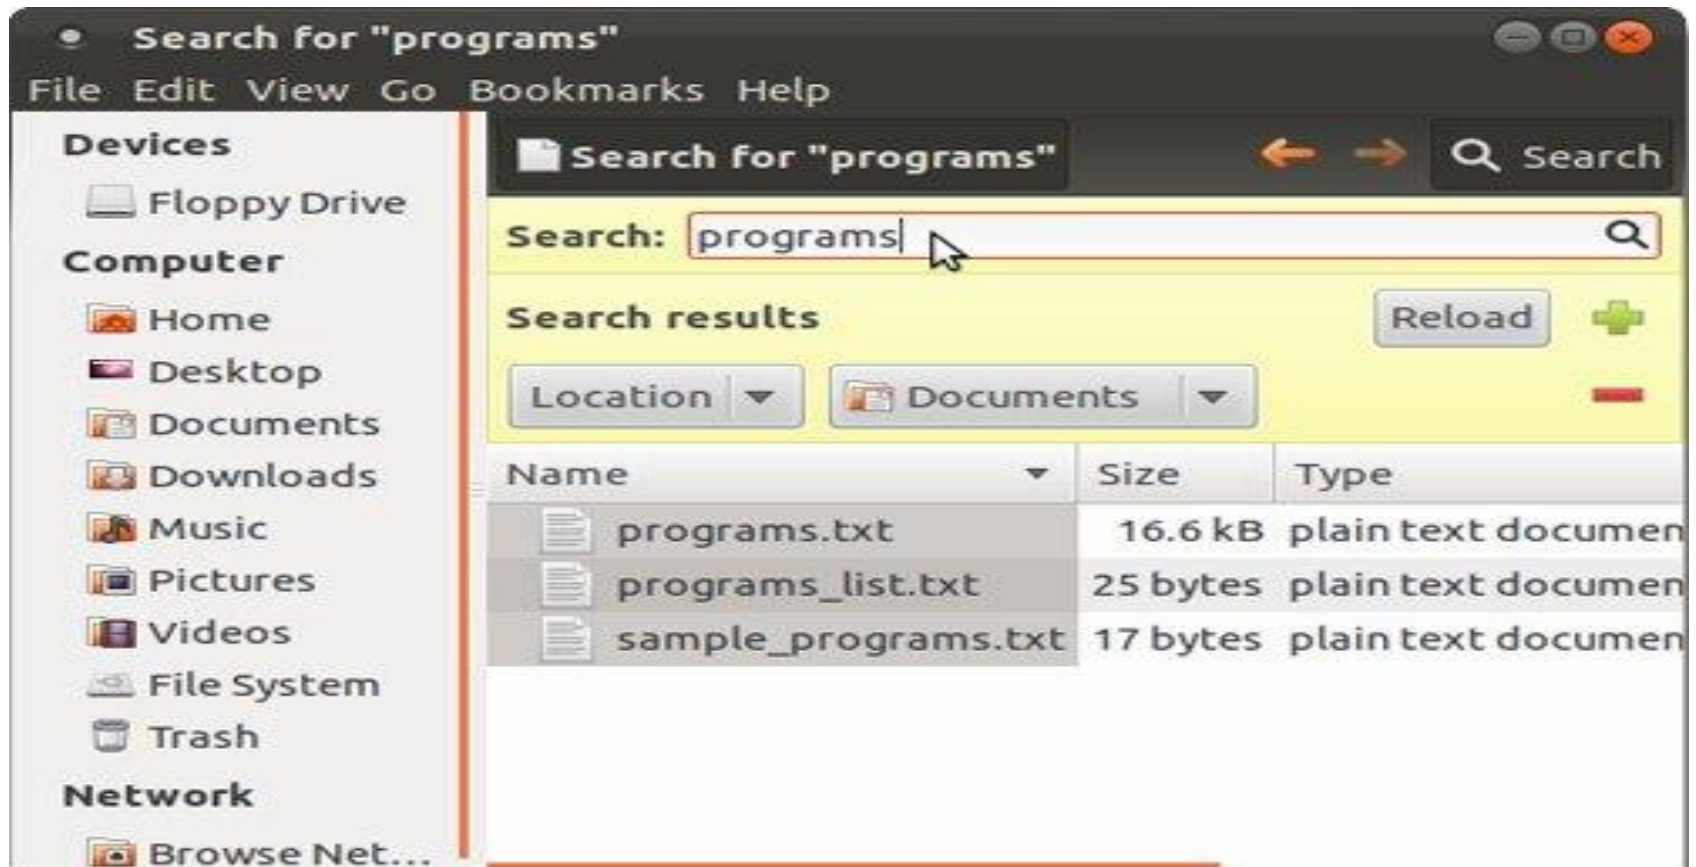 Search for "programs"
File Edit View Go Bookmarks Help
Devices
Floppy Drive
Computer
Home
Desktop
Documents
Downloads
Music
Pictures
Videos
File System
Trash
Network
Browse Net...
Search for "programs" Search
Search: programs
Search results Reload
Location Documents
Name Size Type
programs.txt 16.6 kB plain text documen
programs_list.txt 25 bytes plain text documen
sample_programs.txt 17 bytes plain text documen